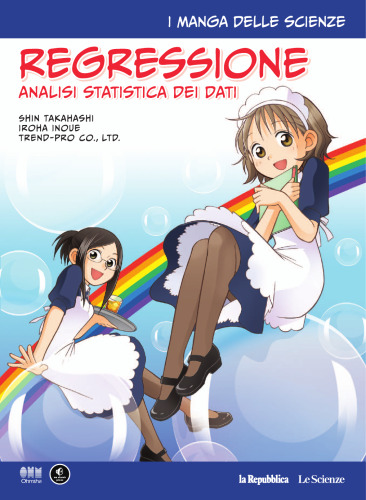 I MANGA DELLE SCIENZE
REGRESSIONE
ANALISI STATISTICA DEI DATI
SHIN TAKAHASHI
IROHA INOUE
TREND-PRO CO., LTD.
Ohmsha
la Repubblica
Le Scienze